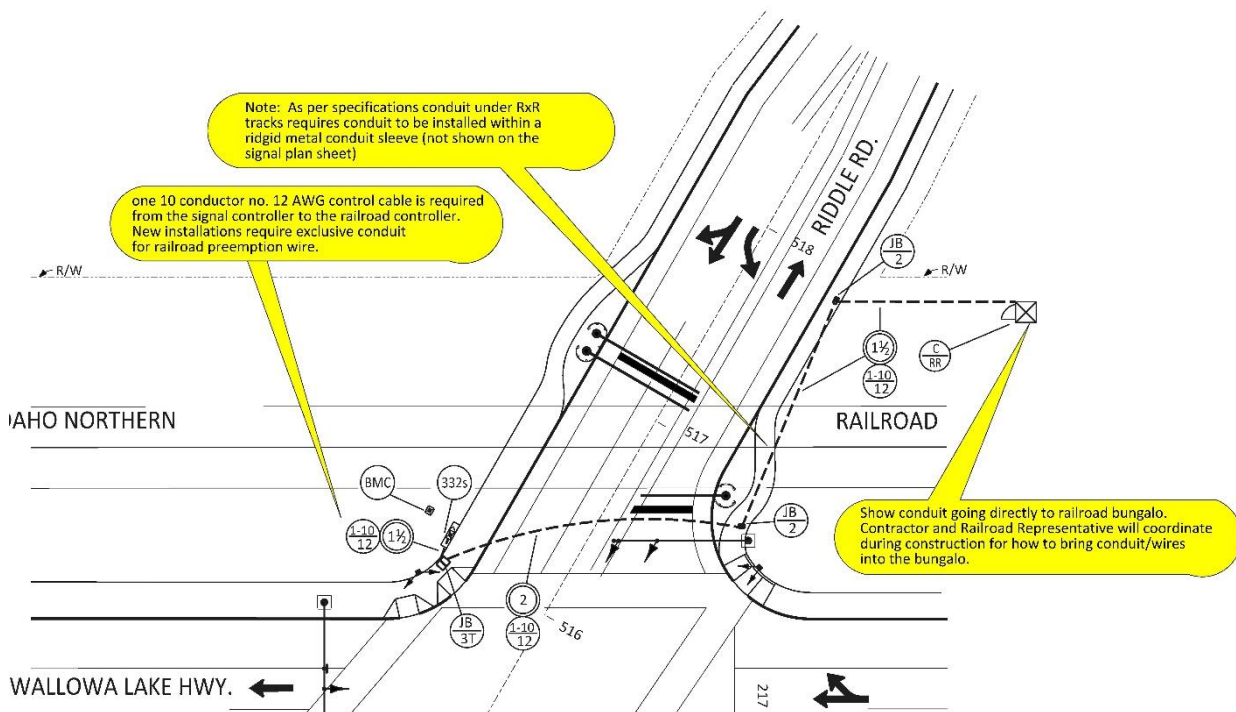 Note:  As per specifications conduit under RxR
tracks requires conduit to be installed within a
ridgid metal conduit sleeve (not shown on the
signal plan sheet)
one 10 conductor no. 12 AWG control cable is required
from the signal controller to the railroad controller.
New installations require exclusive conduit
for railroad preemption wire.
RIDDLE RD.
518
JB
2
R/W
R/W
1½
C
RR
1-10
12
AHO NORTHERN
RAILROAD
517
BMC
332s
1-10
12
1½
JB
2
Show conduit going directly to railroad bungalo.
Contractor and Railroad Representative will coordinate
during construction for how to bring conduit/wires
into the bungalo.
2
JB
3T
1-10
12
516
WALLOWA LAKE HWY.
217